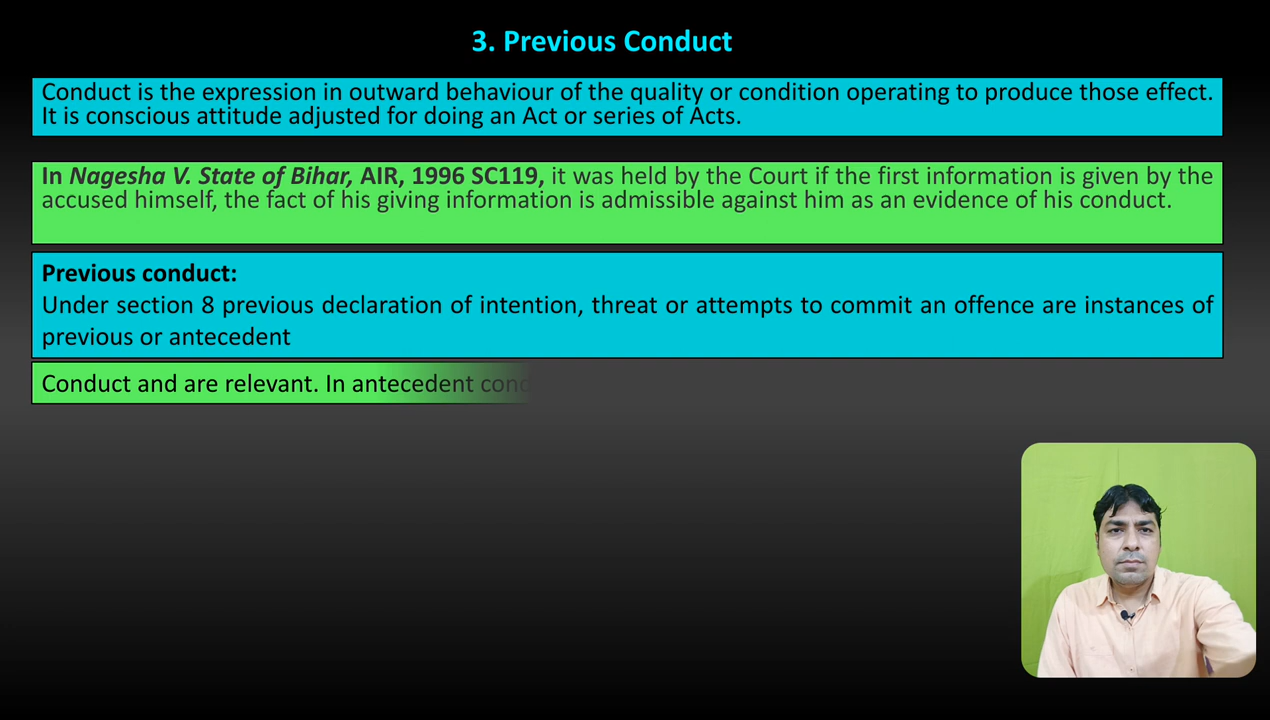 3. Previous Conduct
Conduct is the expression in outward behaviour of the quality or condition operating to produce those effect.
It is conscious attitude adjusted for doing an Act or series of Acts.
In Nagesha V. State of Bihar, AIR, 1996 SC119, it was held by the Court if the first information is given by the
accused himself, the fact of his giving information is admissible against him as an evidence of his conduct.
Previous conduct:
Under section 8 previous declaration of intention, threat or attempts to commit an offence are instances of
previous or antecedent
Conduct and are relevant. In antecedent